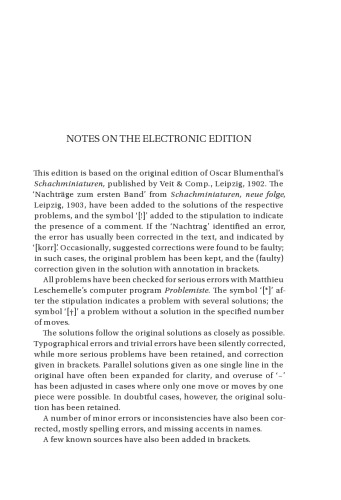 NOTES ON THE ELECTRONIC EDITION
This edition is based on the original edition of Oscar Blumenthal’s
Schachminiaturen, published by Veit & Comp., Leipzig, 1902. The
‘Nachträge zum ersten Band’ from Schachminiaturen, neue folge,
Leipzig, 1903, have been added to the solutions of the respective
problems, and the symbol ‘[!]’ added to the stipulation to indicate
the presence of a comment. If the ‘Nachtrag’ identified an error,
the error has usually been corrected in the text, and indicated by
‘[korr]’. Occasionally, suggested corrections were found to be faulty;
in such cases, the original problem has been kept, and the (faulty)
correction given in the solution with annotation in brackets.
All problems have been checked for serious errors with Matthieu
Leschemelle’s computer program Problemiste. The symbol ‘[*]’ af-
ter the stipulation indicates a problem with several solutions; the
symbol ‘[†]’ a problem without a solution in the specified number
of moves.
The solutions follow the original solutions as closely as possible.
Typographical errors and trivial errors have been silently corrected,
while more serious problems have been retained, and correction
given in brackets. Parallel solutions given as one single line in the
original have often been expanded for clarity, and overuse of ‘~’
has been adjusted in cases where only one move or moves by one
piece were possible. In doubtful cases, however, the original solu-
tion has been retained.
A number of minor errors or inconsistencies have also been cor-
rected, mostly spelling errors, and missing accents in names.
A few known sources have also been added in brackets.